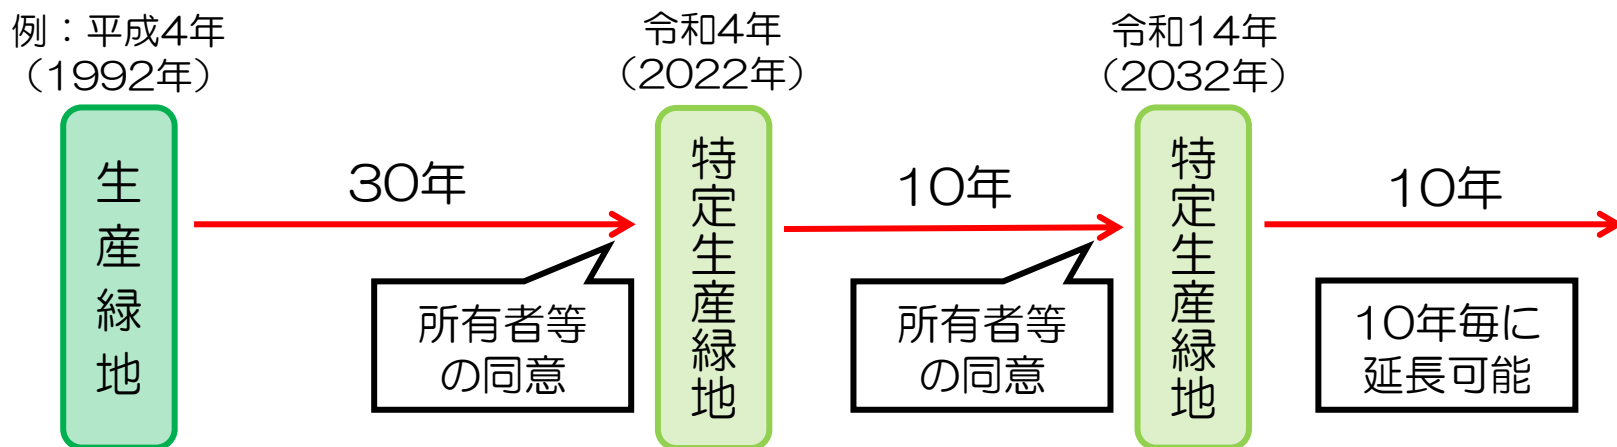 例：平成4年
（1992年）
令和4年
（2022年）
令和14年
（2032年）
生産緑地
30年
特定生産緑地
10年
特定生産緑地
10年
所有者等
の同意
所有者等
の同意
10年毎に
延長可能